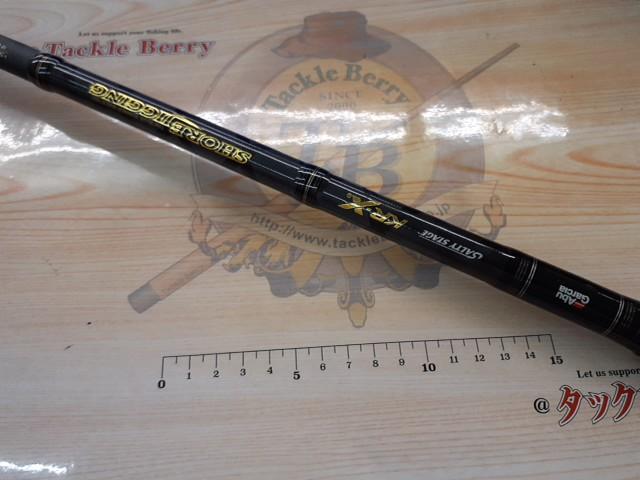 Let us support your fishing life.
Tackle Berry
Tackle Berry
SINCE
TB
http://www.tackle
SHORE JIGGING
KR-X
SALTY STAGE
Abu
Garcia
0 1 2 3 4 5 6 7 8 9 10 11 12 13 14 15
Let us suppor
@タック